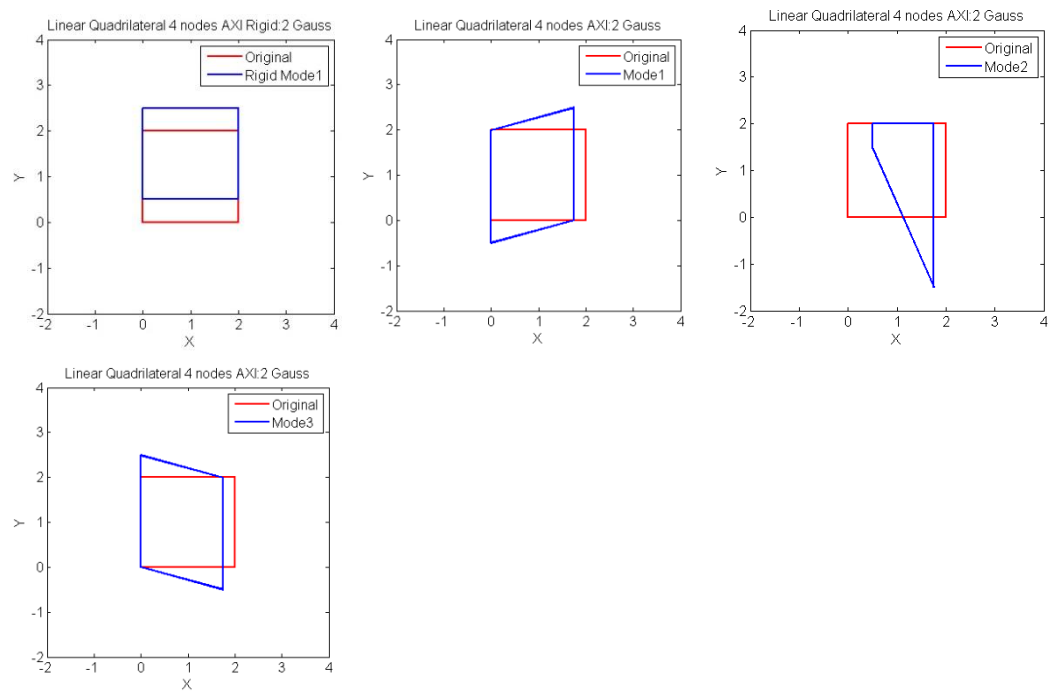 Linear Quadrilateral 4 nodes AXI Rigid:2 Gauss
Original
Rigid Mode1
4
3
2
1
0
-1
-2
Y
-2 -1 0 1 2 3 4
X
Linear Quadrilateral 4 nodes AXI:2 Gauss
Original
Mode1
4
3
2
1
0
-1
-2
Y
-2 -1 0 1 2 3 4
X
Linear Quadrilateral 4 nodes AXI:2 Gauss
Original
Mode2
4
3
2
1
0
-1
-2
Y
-2 -1 0 1 2 3 4
X
Linear Quadrilateral 4 nodes AXI:2 Gauss
Original
Mode3
4
3
2
1
0
-1
-2
Y
-2 -1 0 1 2 3 4
X